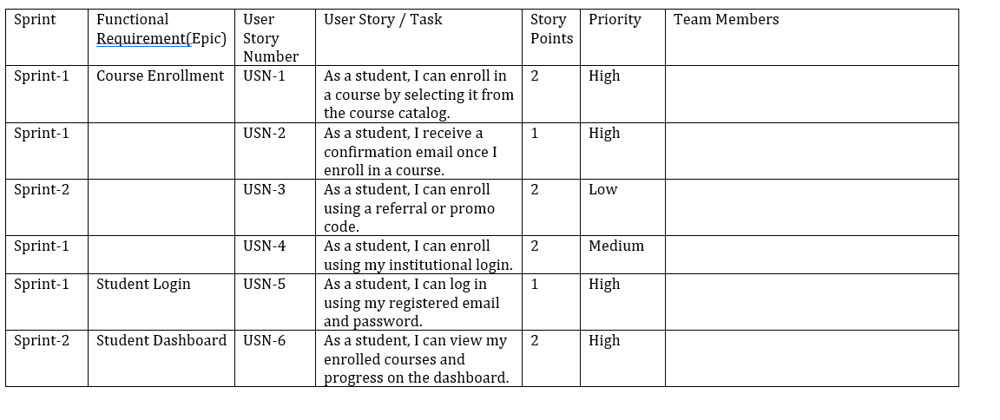 Sprint
Functional
Requirement(Epic)
User
Story
Number
User Story / Task
Story
Points
Priority
Team Members
Sprint-1
Course Enrollment
USN-1
As a student, I can enroll in
a course by selecting it from
the course catalog.
2
High
Sprint-1
USN-2
As a student, I receive a
confirmation email once I
enroll in a course.
1
High
Sprint-2
USN-3
As a student, I can enroll
using a referral or promo
code.
2
Low
Sprint-1
USN-4
As a student, I can enroll
using my institutional login.
2
Medium
Sprint-1
Student Login
USN-5
As a student, I can log in
using my registered email
and password.
1
High
Sprint-2
Student Dashboard
USN-6
As a student, I can view my
enrolled courses and
progress on the dashboard.
2
High